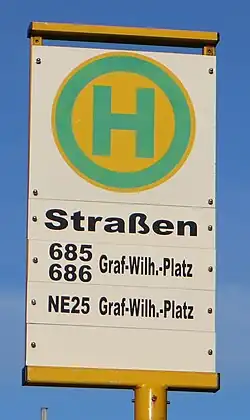 H
Straßen
685
686 Graf-Wilh.-Platz
NE25 Graf-Wilh.-Platz